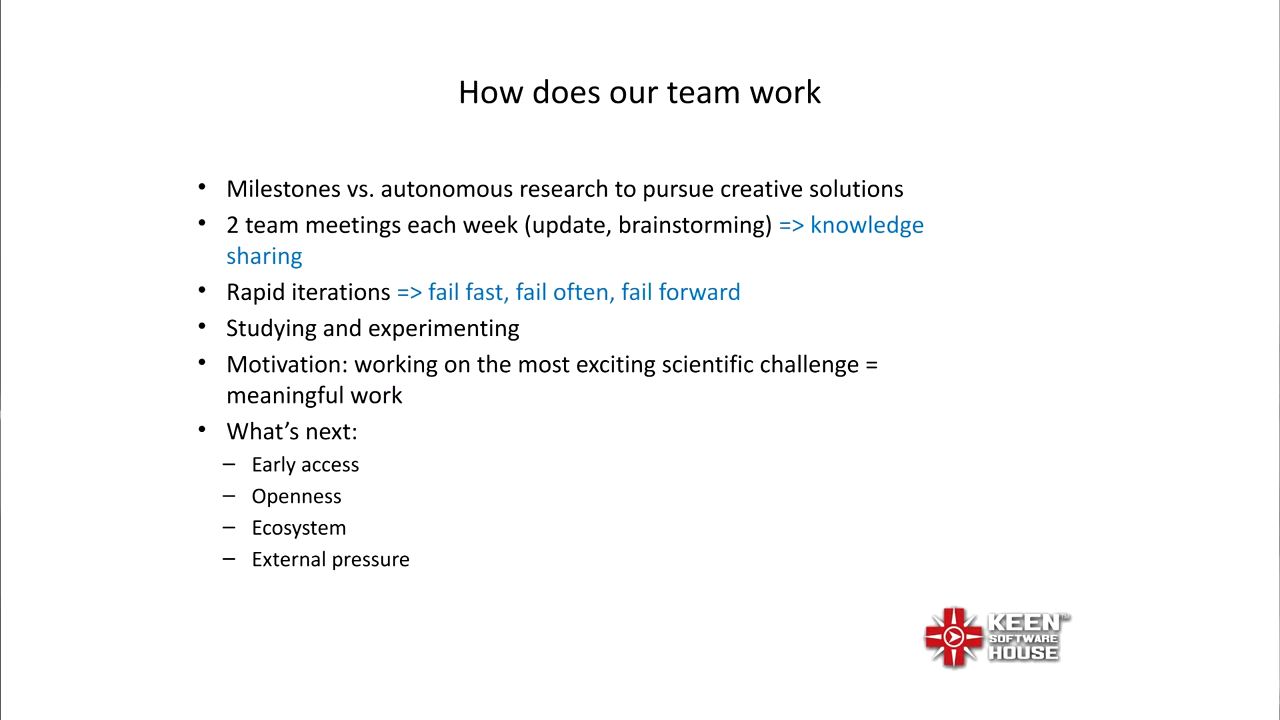 How does our team work
• Milestones vs. autonomous research to pursue creative solutions
• 2 team meetings each week (update, brainstorming) => knowledge
sharing
• Rapid iterations => fail fast, fail often, fail forward
• Studying and experimenting
• Motivation: working on the most exciting scientific challenge =
meaningful work
• What’s next:
– Early access
– Openness
– Ecosystem
– External pressure
KEEN™
SOFTWARE
HOUSE